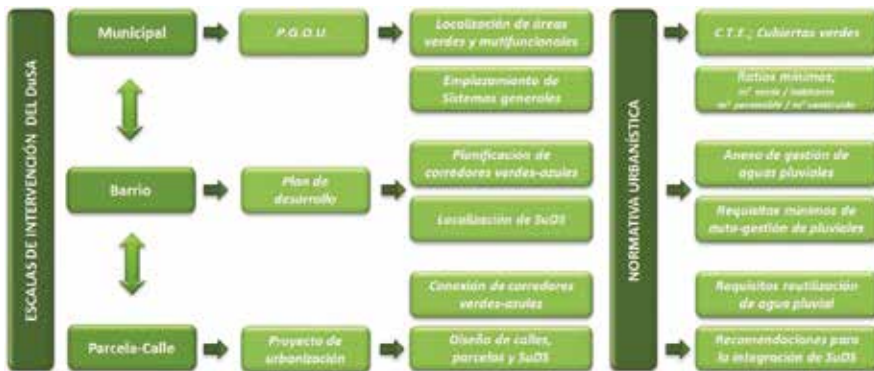 ESCALAS DE INTERVENCIÓN DEL DuSA
Municipal
P.G.O.U.
Localización de áreas
verdes y multifuncionales
Emplazamiento de
Sistemas generales
Barrio
Plan de
desarrollo
Planificación de
corredores verdes-azules
Localización de SuDS
Parcela-Calle
Proyecto de
urbanización
Conexión de corredores
verdes-azules
Diseño de calles,
parcelas y SuDS
NORMATIVA URBANÍSTICA
C.T.E.; Cubiertas verdes
Ratios mínimos;
m² verde / habitante
m² permeable / m² construido
Anexo de gestión de
aguas pluviales
Requisitos mínimos de
auto-gestión de pluviales
Requisitos reutilización
de agua pluvial
Recomendaciones para
la integración de SuDS